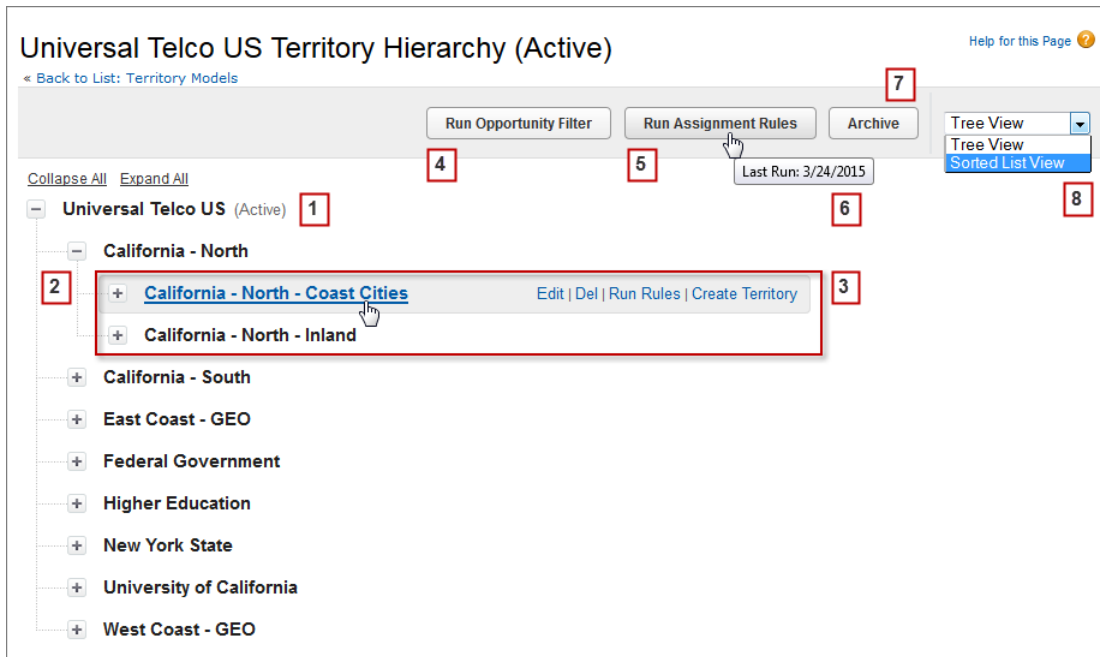 Universal Telco US Territory Hierarchy (Active)
Help for this Page ?
« Back to List: Territory Models
7
Run Opportunity Filter
Run Assignment Rules
Archive
Tree View
Tree View
Sorted List View
4
5
Last Run: 3/24/2015
8
Collapse All Expand All
Universal Telco US (Active)
1
6
California - North
2
California - North - Coast Cities
Edit | Del | Run Rules | Create Territory
3
California - North - Inland
California - South
East Coast - GEO
Federal Government
Higher Education
New York State
University of California
West Coast - GEO